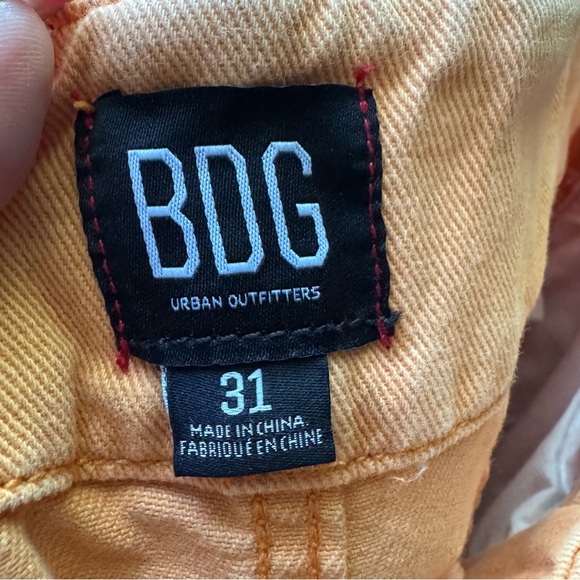 BDG
URBAN OUTFITTERS
31
MADE IN CHINA
FABRIQUÉ EN CHINE